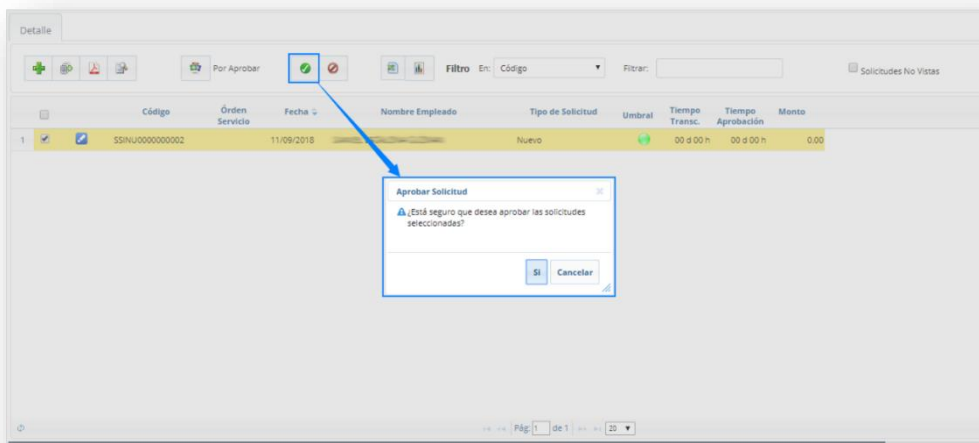 Detalle
Por Aprobar Filtro En: Código Filtrar: Solicitudes No Vistas
Código Órden Servicio Fecha Nombre Empleado Tipo de Solicitud Umbral Tiempo Transc. Tiempo Aprobación Monto
1 SSINU0000000002 11/09/2018 Nuevo 00 d 00 h 00 d 00 h 0.00
Aprobar Solicitud
¿Está seguro que desea aprobar las solicitudes
seleccionadas?
Si Cancelar
Pág: 1 de 1 20